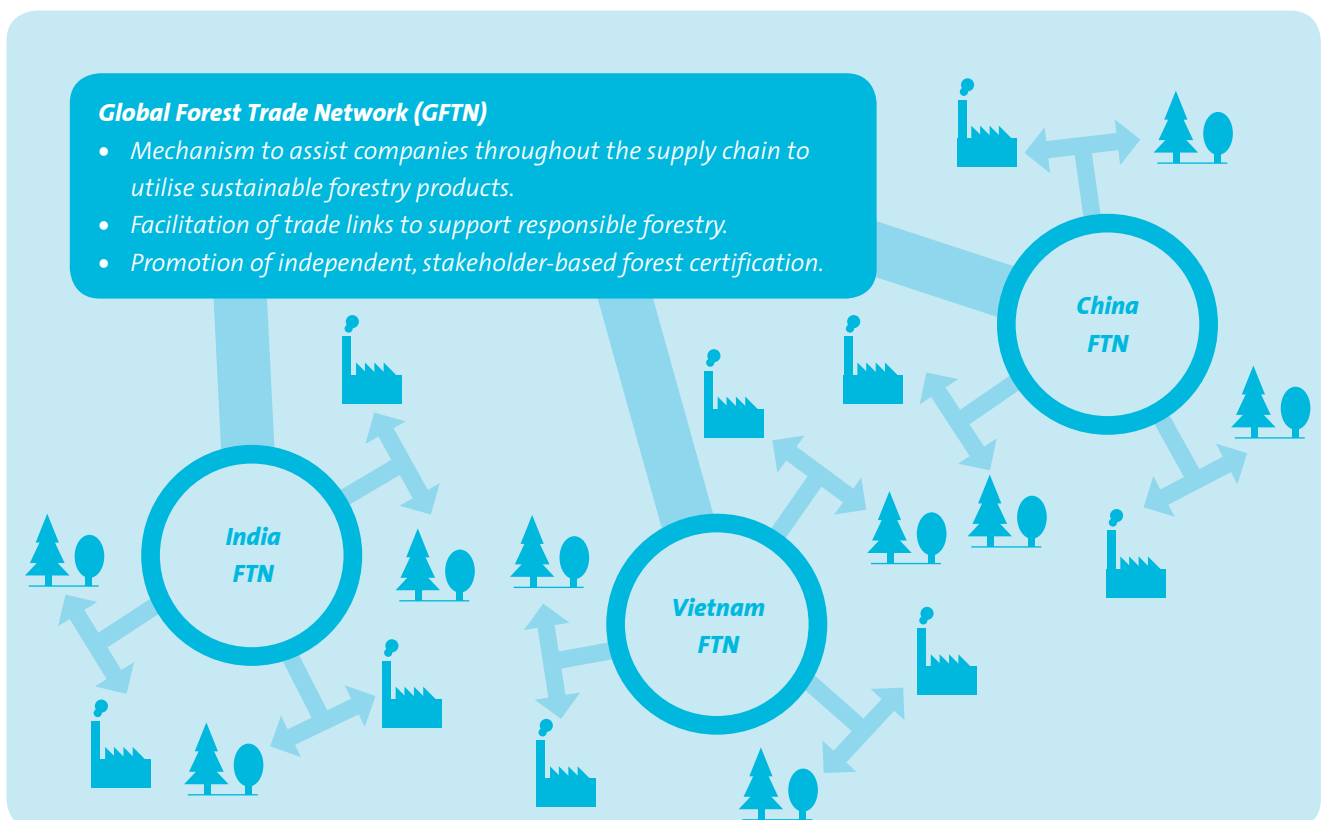 Global Forest Trade Network (GFTN)
• Mechanism to assist companies throughout the supply chain to
utilise sustainable forestry products.
• Facilitation of trade links to support responsible forestry.
• Promotion of independent, stakeholder-based forest certification.
China
FTN
India
FTN
Vietnam
FTN